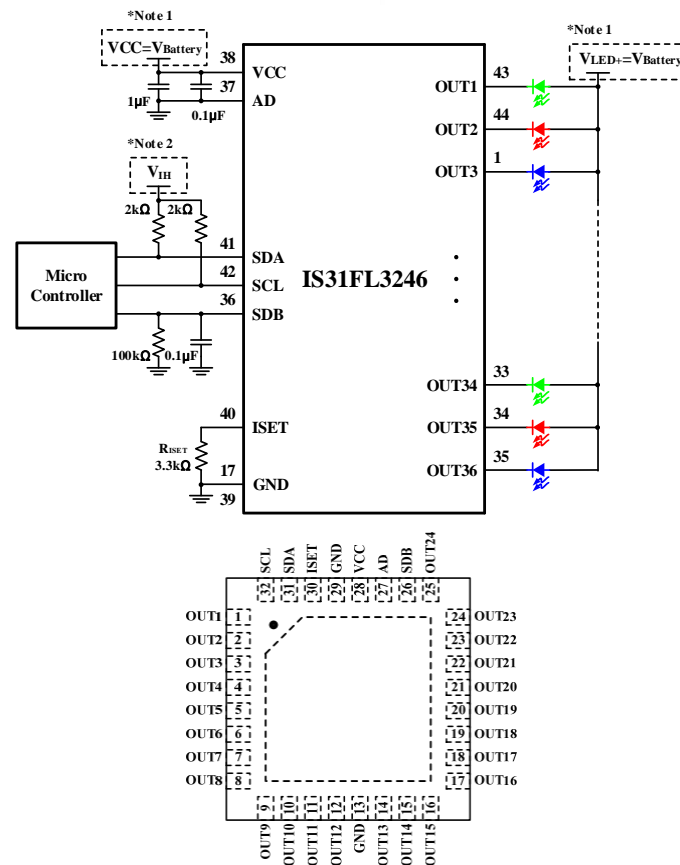 *Note 1
VCC=VBattery
1μF
0.1μF
38
VCC
37
AD
*Note 2
VIH
2kΩ
2kΩ
Micro
Controller
41
SDA
42
SCL
36
SDB
100kΩ
0.1μF
40
ISET
RISET
3.3kΩ
17
GND
39
IS31FL3246
*Note 1
VLED+=VBattery
43
OUT1
44
OUT2
1
OUT3
33
OUT34
34
OUT35
35
OUT36
SCL
SDA
ISET
GND
VCC
AD
SDB
OUT24
32
31
30
29
28
27
26
25
OUT1 1
OUT2 2
OUT3 3
OUT4 4
OUT5 5
OUT6 6
OUT7 7
OUT8 8
24 OUT23
23 OUT22
22 OUT21
21 OUT20
20 OUT19
19 OUT18
18 OUT17
17 OUT16
9
10
11
12
13
14
15
16
OUT9
OUT10
OUT11
OUT12
GND
OUT13
OUT14
OUT15